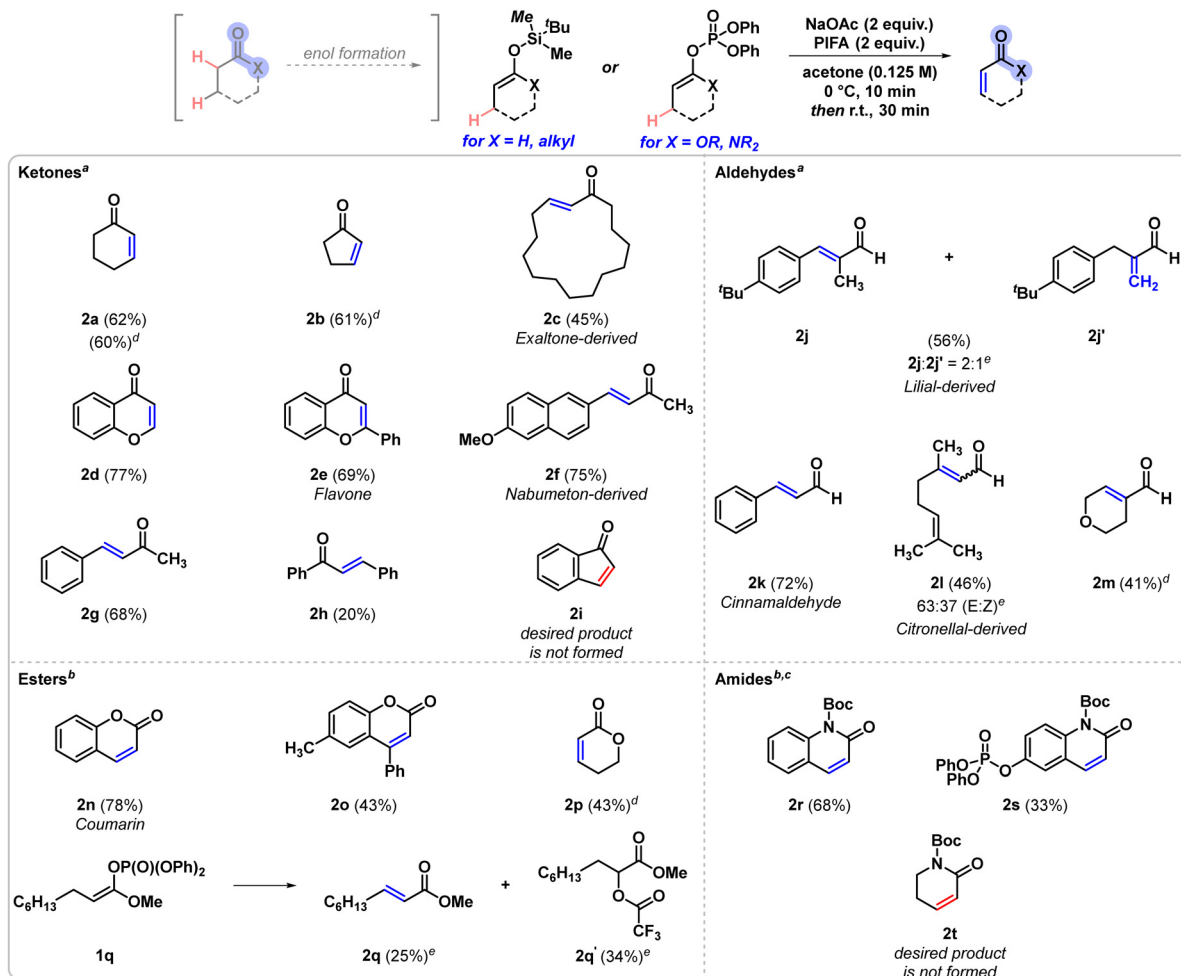 O
H
X
H
enol formation
Me
tBu
Si
O
Me
X
H
for X = H, alkyl
or
O
OPh
P
OPh
O
X
H
for X = OR, NR2
NaOAc (2 equiv.)
PIFA (2 equiv.)
acetone (0.125 M)
0 °C, 10 min
then r.t., 30 min
O
X
Ketonesa
O
2a (62%)
(60%)d
O
2b (61%)d
O
2c (45%)
Exaltone-derived
O
O
2d (77%)
O
O
Ph
2e (69%)
Flavone
O
CH3
MeO
2f (75%)
Nabumeton-derived
O
CH3
2g (68%)
O
Ph
Ph
2h (20%)
O
2i
desired product
is not formed
Aldehydesa
O
H
CH3
tBu
2j
+
O
H
CH2
tBu
2j'
(56%)
2j:2j' = 2:1e
Lilial-derived
O
H
2k (72%)
Cinnamaldehyde
CH3
O
H
H3C
CH3
2l (46%)
63:37 (E:Z)e
Citronellal-derived
O
H
O
2m (41%)d
Estersb
O
O
2n (78%)
Coumarin
O
O
CH3
Ph
2o (43%)
O
O
2p (43%)d
OP(O)(OPh)2
C6H13
OMe
1q
O
C6H13
OMe
2q (25%)e
+
O
C6H13
OMe
O
O
CF3
2q' (34%)e
Amidesb,c
Boc
N
O
2r (68%)
Boc
N
O
O
PhO
P
O
OPh
2s (33%)
Boc
N
O
2t
desired product
is not formed